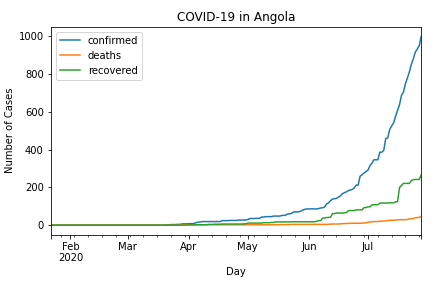 COVID-19 in Angola
confirmed
deaths
recovered
Number of Cases
1000
800
600
400
200
0
Feb
2020
Mar
Apr
May
Jun
Jul
Day